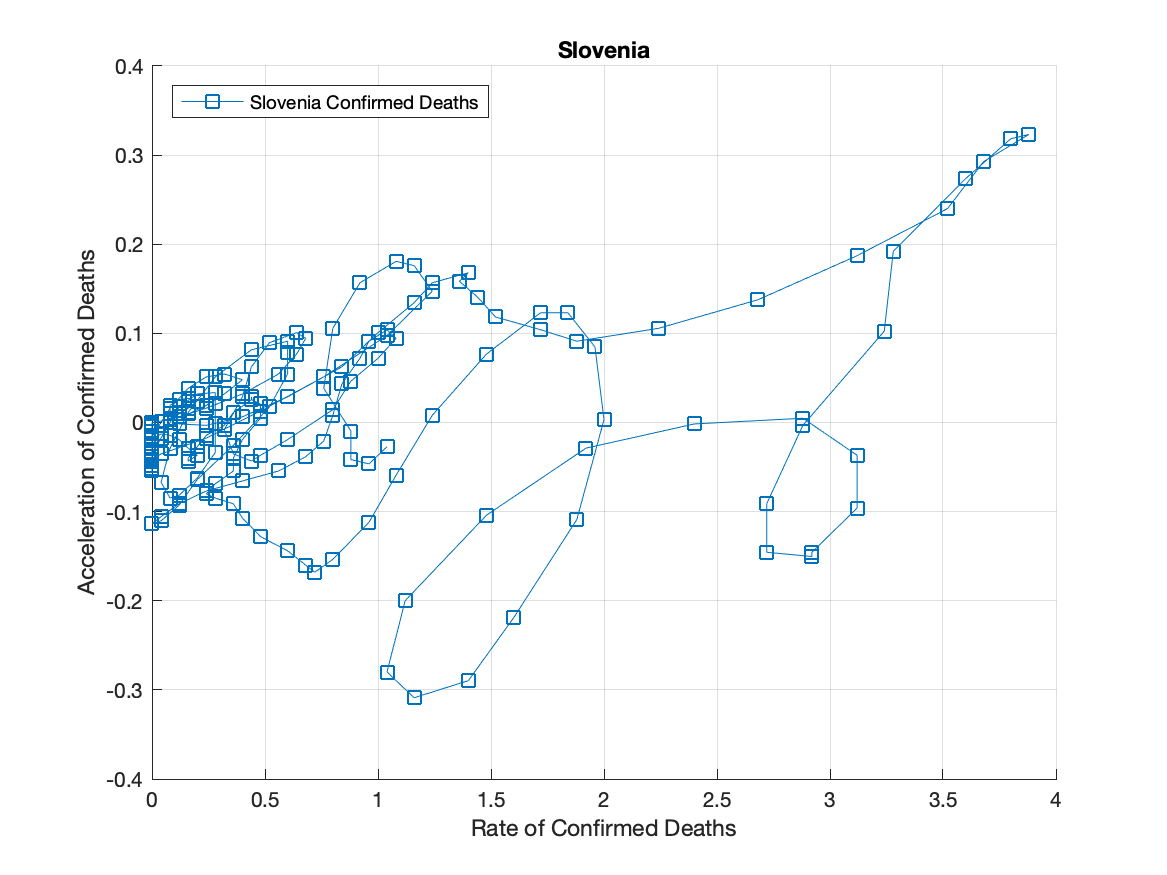 Slovenia
Slovenia Confirmed Deaths
Acceleration of Confirmed Deaths
0.4
0.3
0.2
0.1
0
-0.1
-0.2
-0.3
-0.4
0 0.5 1 1.5 2 2.5 3 3.5 4
Rate of Confirmed Deaths